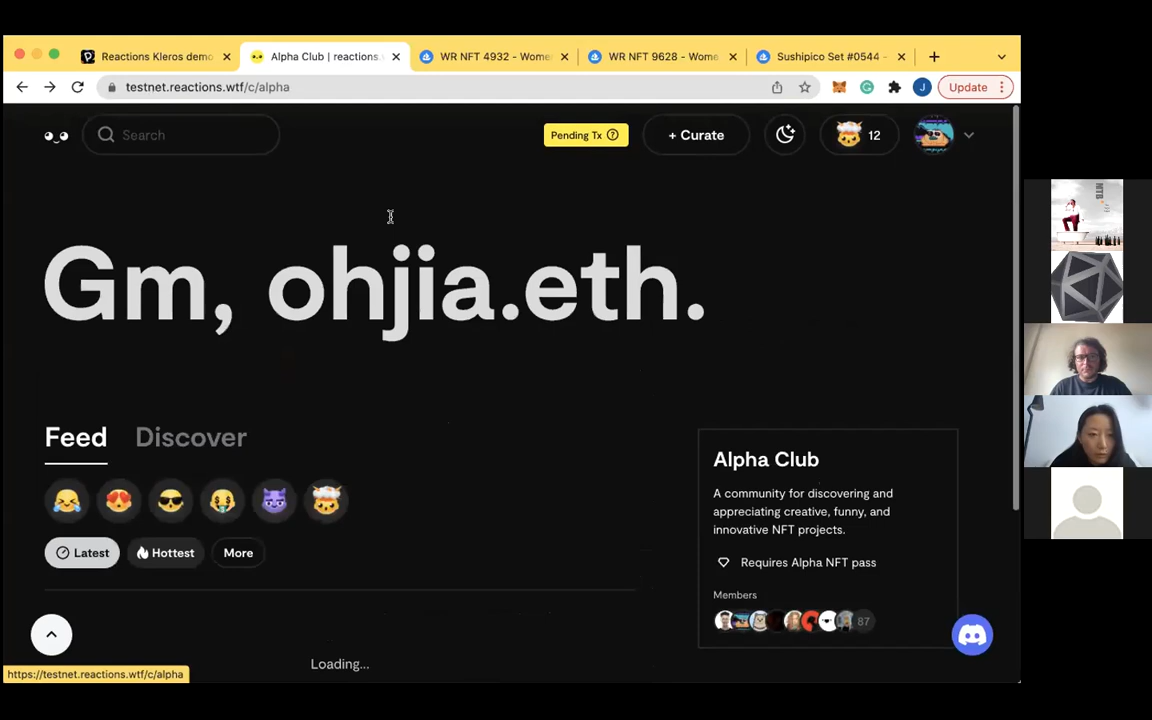 Reactions Kleros demo
Alpha Club | reactions.
WR NFT 4932 - Wome
WR NFT 9628 - Wome
Sushipico Set #0544 -
testnet.reactions.wtf/c/alpha
J
Update
Search
Pending Tx
+ Curate
12
Gm, ohjia.eth.
Feed
Discover
Latest
Hottest
More
Alpha Club
A community for discovering and
appreciating creative, funny, and
innovative NFT projects.
Requires Alpha NFT pass
Members
87
Loading...
https://testnet.reactions.wtf/c/alpha